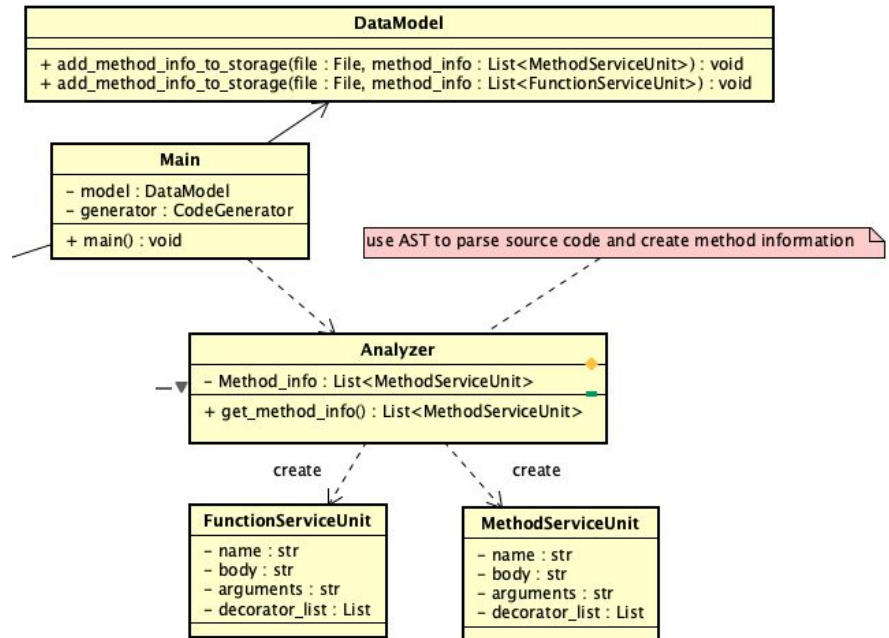 DataModel
+ add_method_info_to_storage(file : File, method_info : List<MethodServiceUnit>) : void
+ add_method_info_to_storage(file : File, method_info : List<FunctionServiceUnit>) : void
Main
- model : DataModel
- generator : CodeGenerator
+ main() : void
use AST to parse source code and create method information
Analyzer
- Method_info : List<MethodServiceUnit>
+ get_method_info() : List<MethodServiceUnit>
create
create
FunctionServiceUnit
- name : str
- body : str
- arguments : str
- decorator_list : List
MethodServiceUnit
- name : str
- body : str
- arguments : str
- decorator_list : List